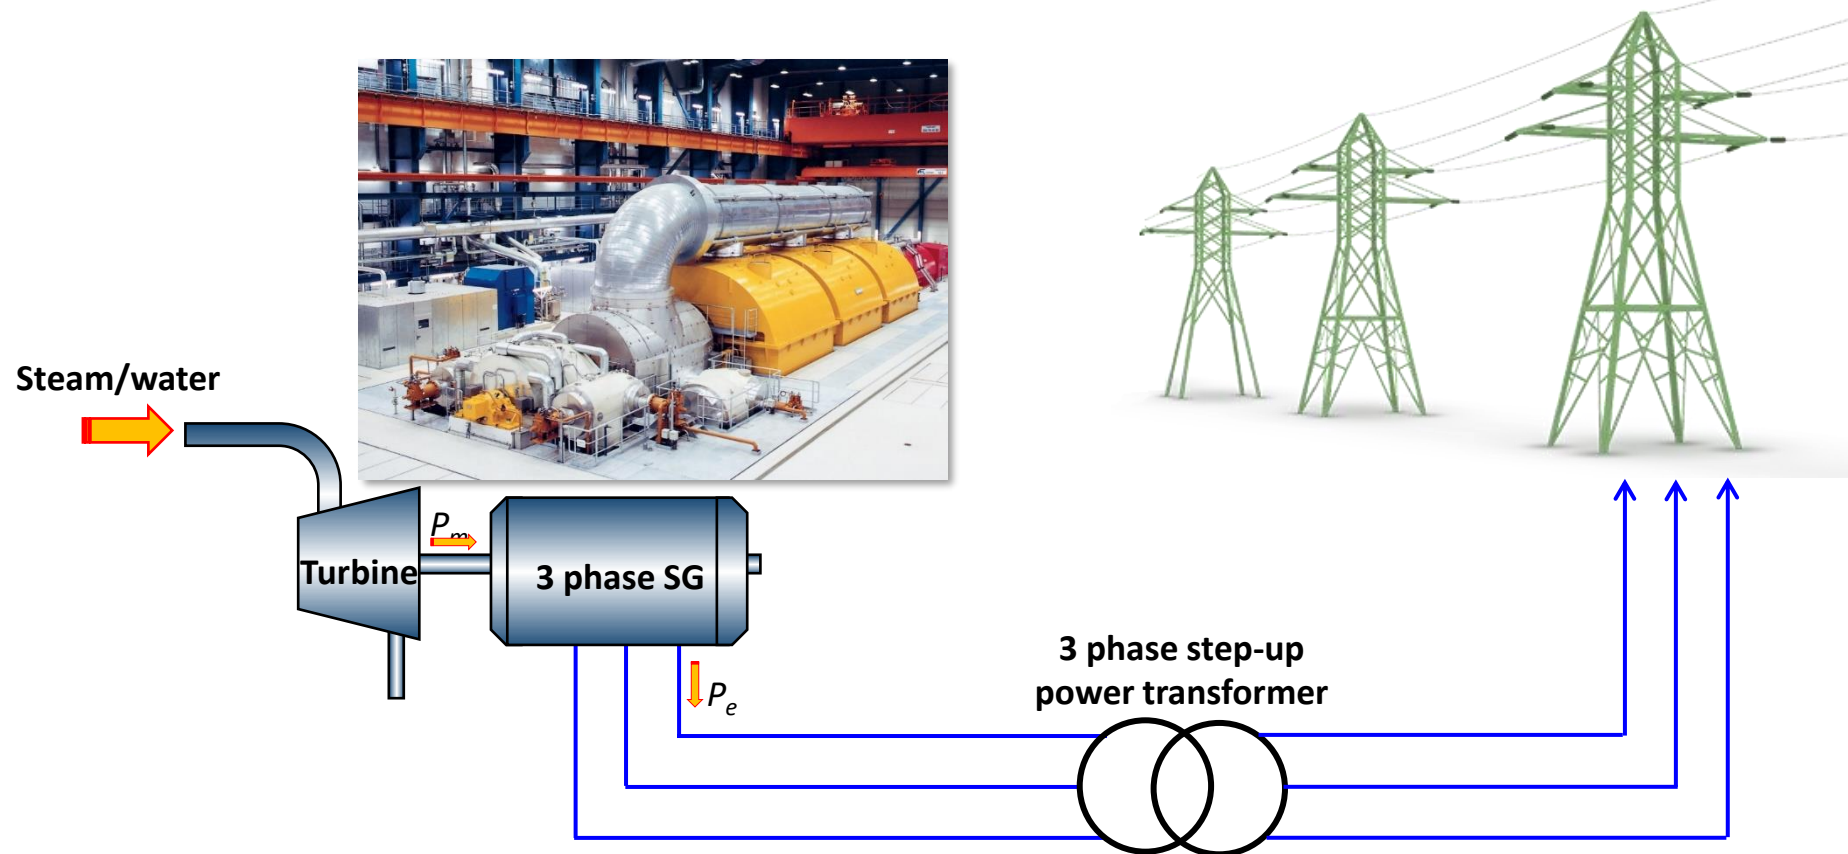 Steam/water
P_m
Turbine
3 phase SG
P_e
3 phase step-up
power transformer